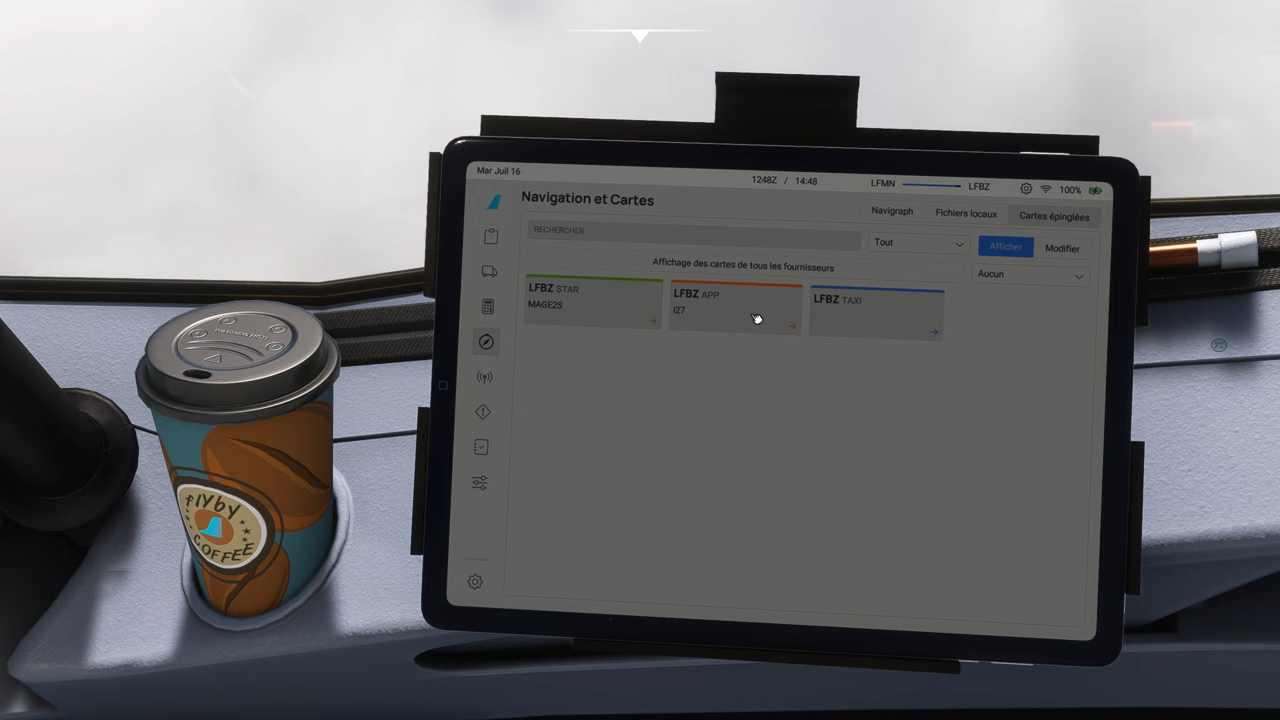 Mar Juil 16
1248Z / 14:48
LFMN
LFBZ
100%
Navigation et Cartes
Navigraph
Fichiers locaux
Cartes épinglées
RECHERCHER
Tout
Afficher
Modifier
Affichage des cartes de tous les fournisseurs
Aucun
LFBZ STAR
MAGE2S
LFBZ APP
I27
LFBZ TAXI
flyby
COFFEE